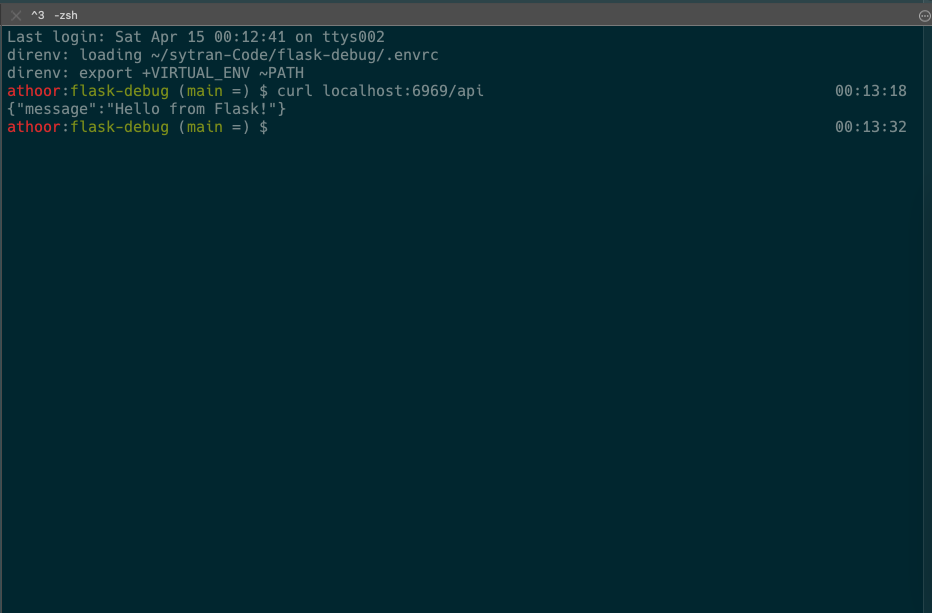 ^3 -zsh
Last login: Sat Apr 15 00:12:41 on ttys002
direnv: loading ~/sytran-Code/flask-debug/.envrc
direnv: export +VIRTUAL_ENV ~PATH
athoor:flask-debug (main =) $ curl localhost:6969/api 00:13:18
{"message":"Hello from Flask!"}
athoor:flask-debug (main =) $ 00:13:32